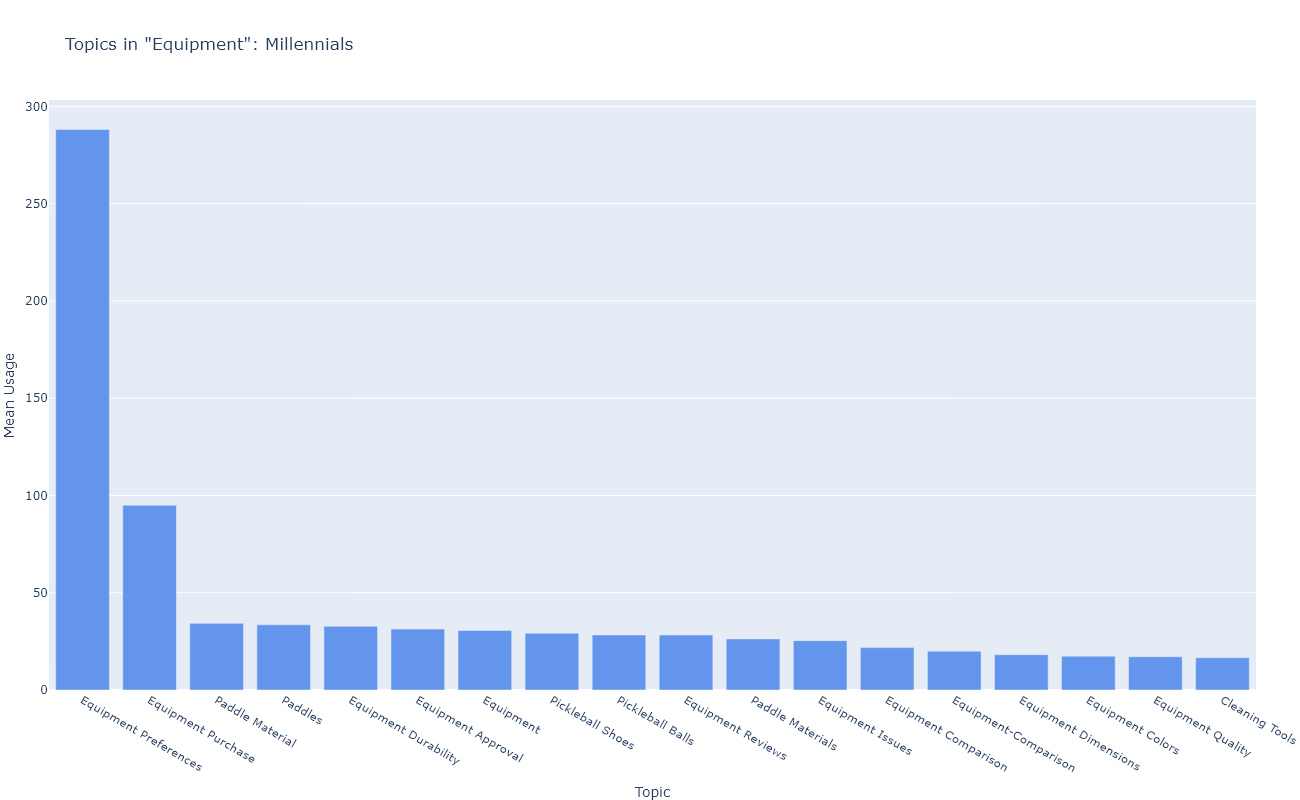 Topics in "Equipment": Millennials
300
250
200
150
100
50
0
Mean Usage
Equipment Preferences
Equipment Purchase
Paddle Material
Paddles
Equipment Durability
Equipment Approval
Equipment
Pickleball Shoes
Pickleball Balls
Equipment Reviews
Paddle Materials
Equipment Issues
Equipment Comparison
Equipment-Comparison
Equipment Dimensions
Equipment Colors
Equipment Quality
Cleaning Tools
Topic